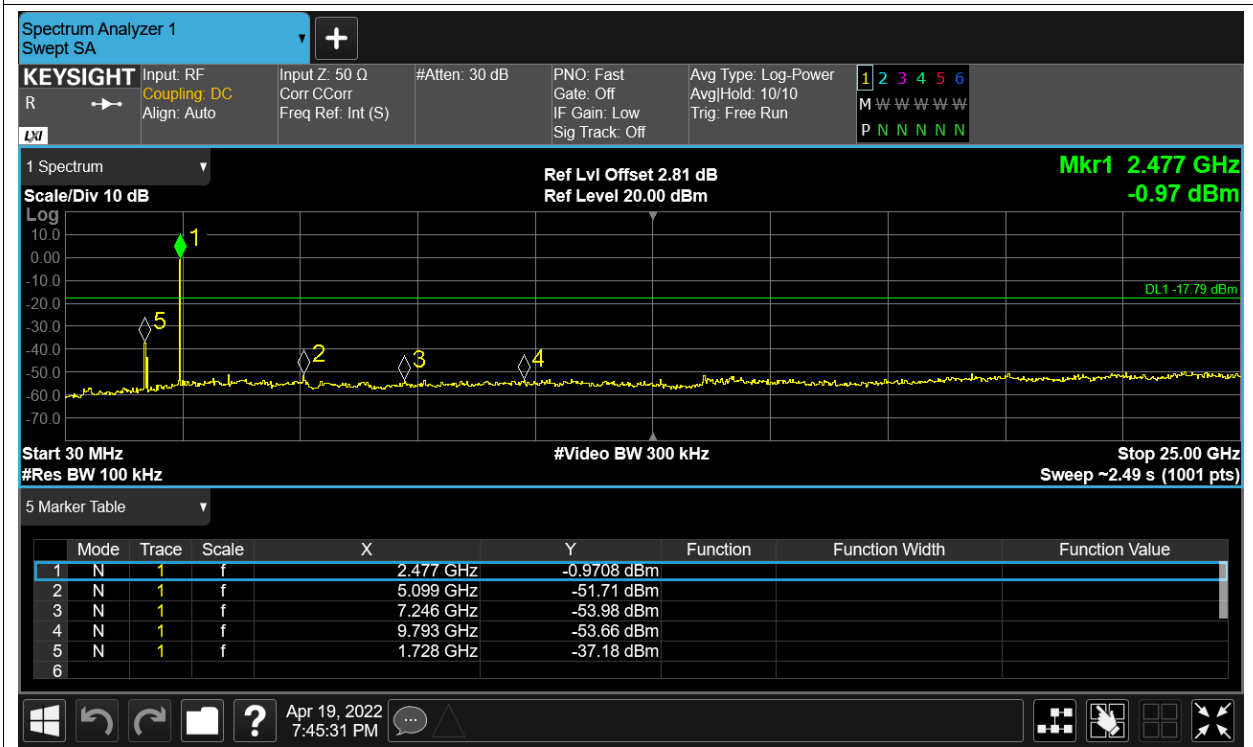 Spectrum Analyzer 1
Swept SA
KEYSIGHT Input: RF Input Z: 50 Ω #Atten: 30 dB PNO: Fast Avg Type: Log-Power 1 2 3 4 5 6
R Coupling: DC Corr CCorr Gate: Off Avg|Hold: 10/10 M W W W W W
Align: Auto Freq Ref: Int (S) IF Gain: Low Trig: Free Run
LXI Sig Track: Off P N N N N N
1 Spectrum Ref Lvl Offset 2.81 dB Mkr1 2.477 GHz
Scale/Div 10 dB Ref Level 20.00 dBm -0.97 dBm
Log
10.0 1
0.00
-10.0
DL1 -17.79 dBm
-20.0
-30.0 5
-40.0 2 3 4
-50.0
-60.0
-70.0
Start 30 MHz #Video BW 300 kHz Stop 25.00 GHz
#Res BW 100 kHz Sweep ~2.49 s (1001 pts)
5 Marker Table
Mode Trace Scale X Y Function Function Width Function Value
1 N 1 f 2.477 GHz -0.9708 dBm
2 N 1 f 5.099 GHz -51.71 dBm
3 N 1 f 7.246 GHz -53.98 dBm
4 N 1 f 9.793 GHz -53.66 dBm
5 N 1 f 1.728 GHz -37.18 dBm
6
? Apr 19, 2022
7:45:31 PM